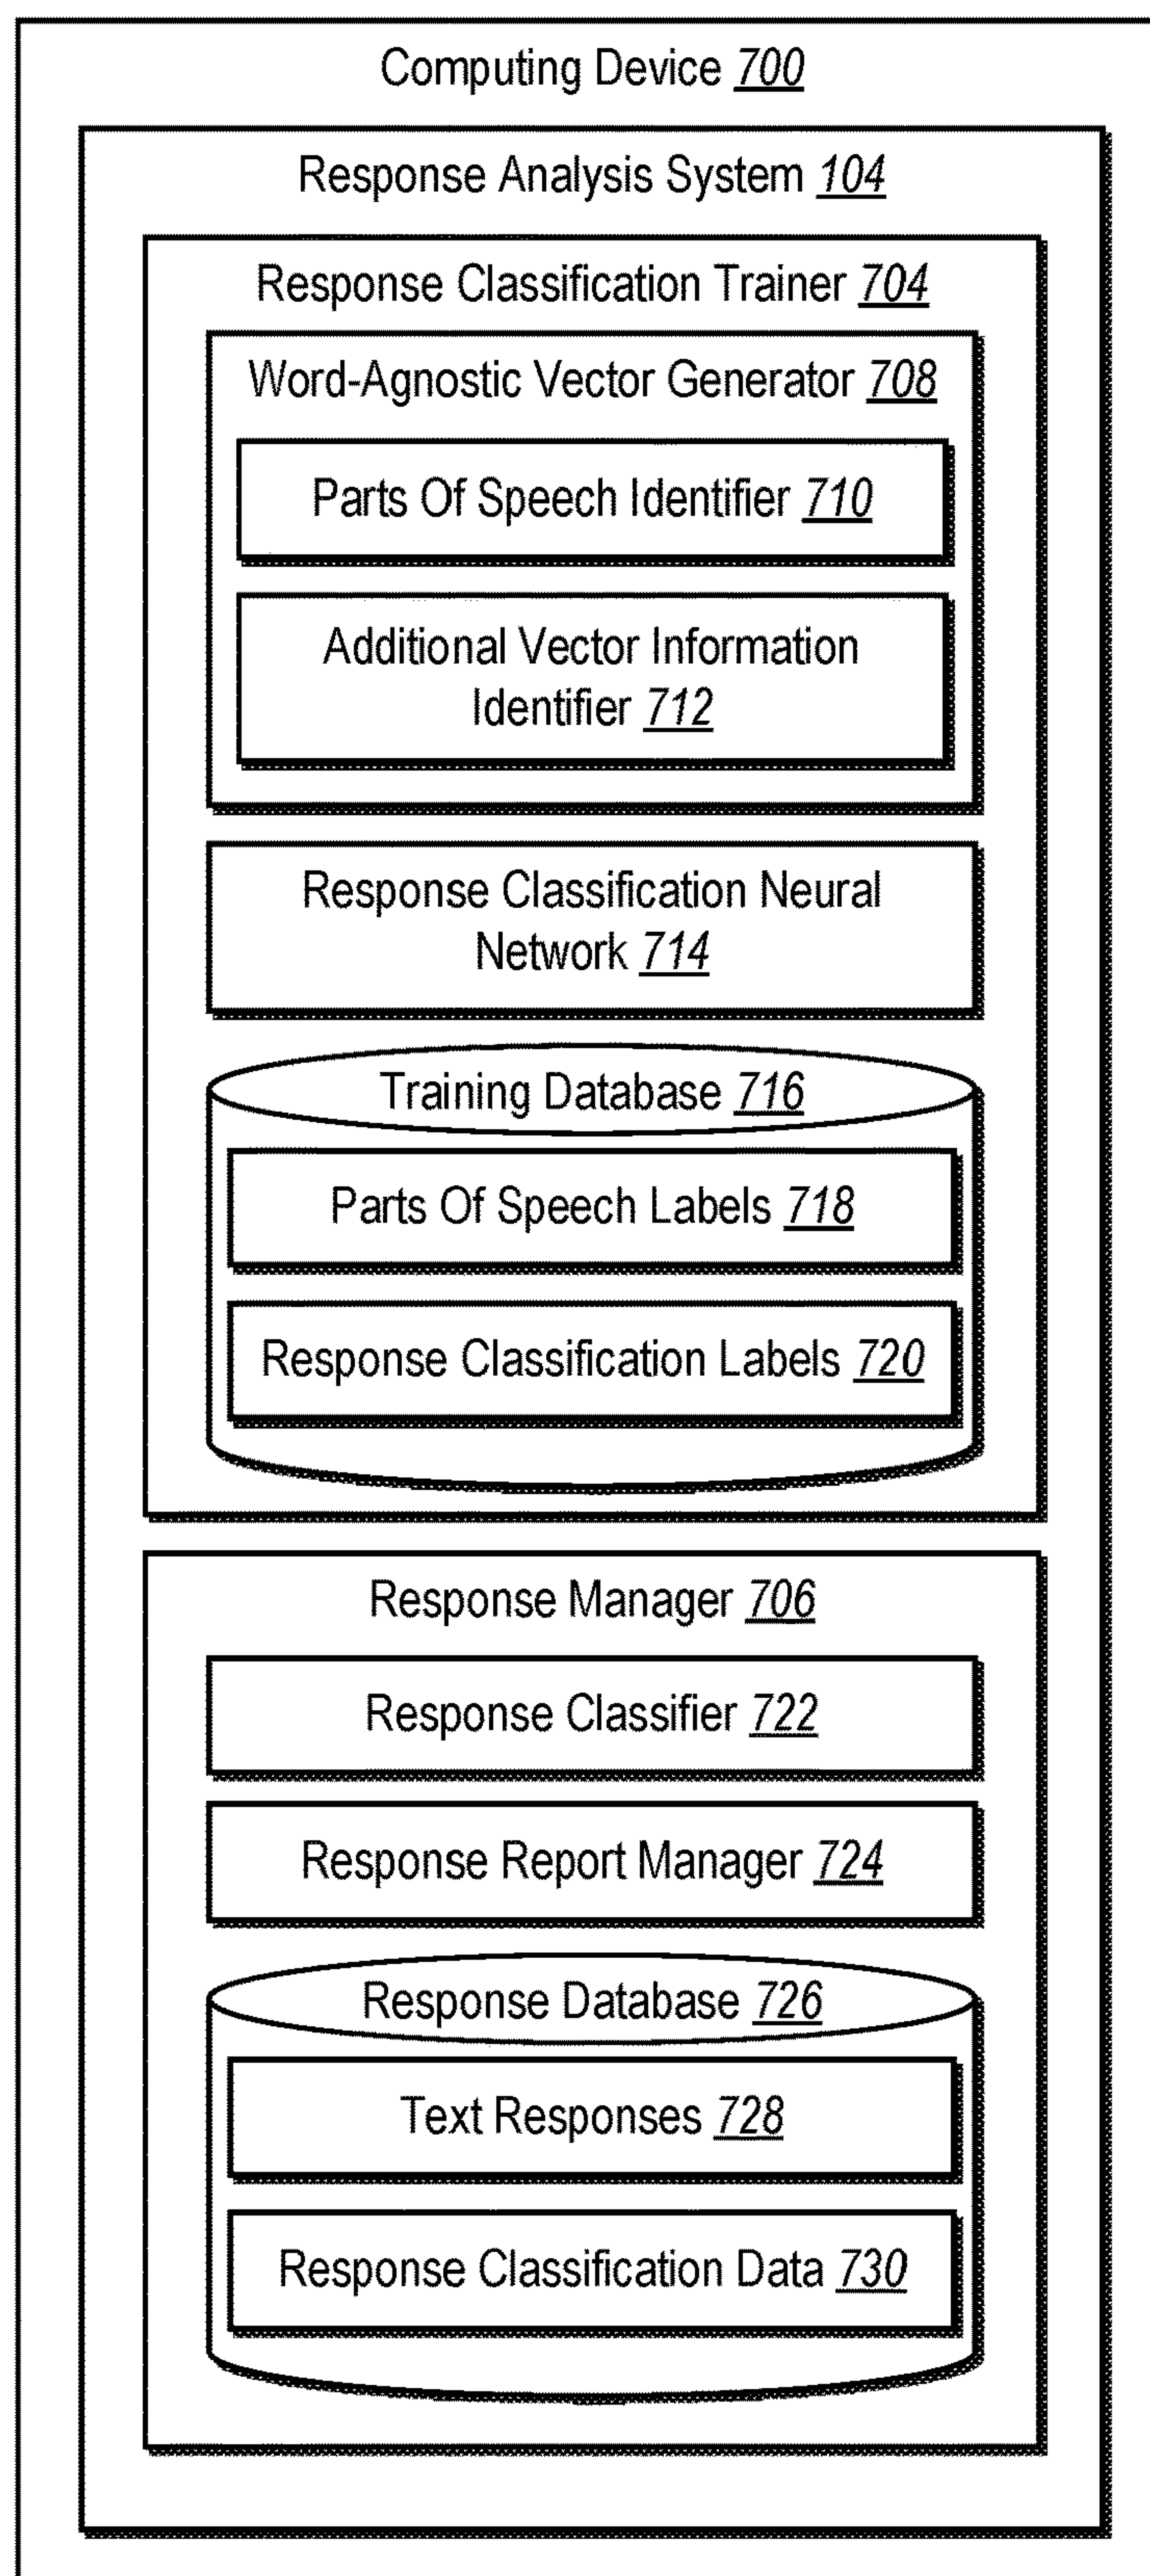 Computing Device 700
Response Analysis System 104
Response Classification Trainer 704
Word-Agnostic Vector Generator 708
Parts Of Speech Identifier 710
Additional Vector Information
Identifier 712
Response Classification Neural
Network 714
Training Database 716
Parts Of Speech Labels 718
Response Classification Labels 720
Response Manager 706
Response Classifier 722
Response Report Manager 724
Response Database 726
Text Responses 728
Response Classification Data 730